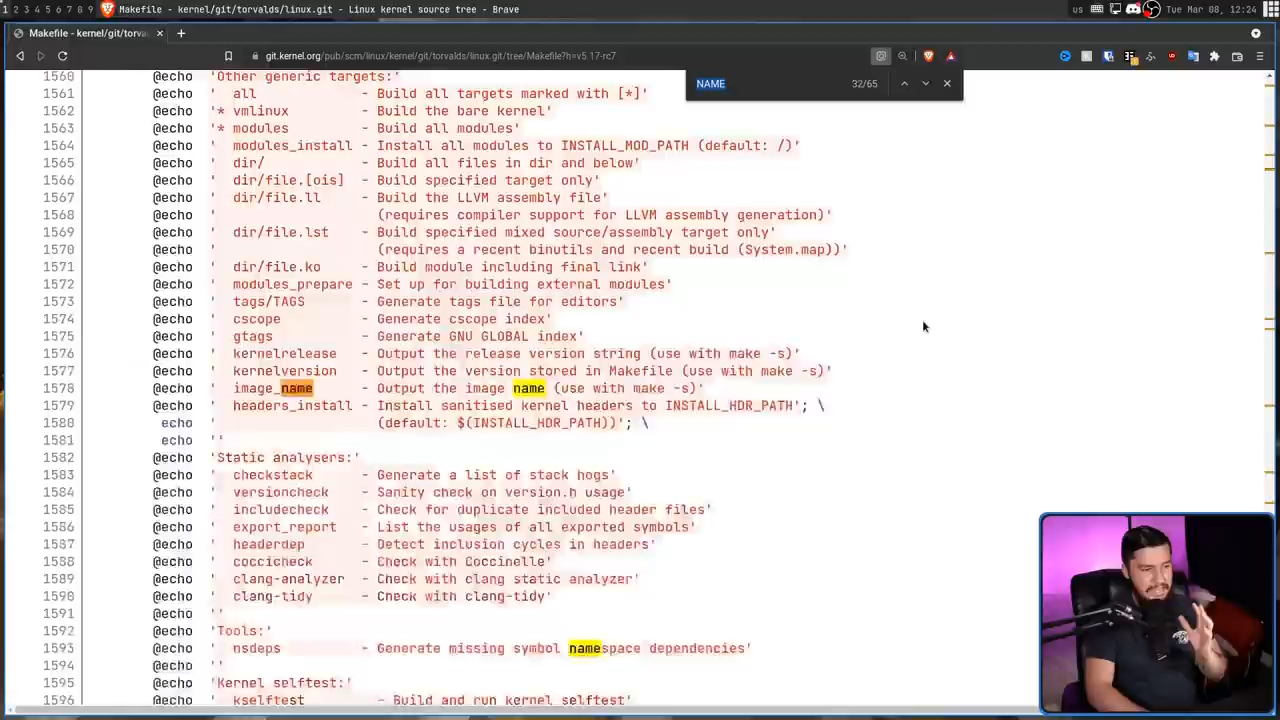 1 2 3 4 5 6 7 8 9 Makefile - kernel/git/torvalds/linux.git - Linux kernel source tree - Brave us Tue Mar 08, 12:24
Makefile - kernel/git/torva
git.kernel.org/pub/scm/linux/kernel/git/torvalds/linux.git/tree/Makefile?h=v5.17-rc7
NAME 32/65
1560 @echo 'Other generic targets:'
1561 @echo ' all - Build all targets marked with [*]'
1562 @echo '* vmlinux - Build the bare kernel'
1563 @echo '* modules - Build all modules'
1564 @echo ' modules_install - Install all modules to INSTALL_MOD_PATH (default: /)'
1565 @echo ' dir/ - Build all files in dir and below'
1566 @echo ' dir/file.[ois] - Build specified target only'
1567 @echo ' dir/file.ll - Build the LLVM assembly file'
1568 @echo ' (requires compiler support for LLVM assembly generation)'
1569 @echo ' dir/file.lst - Build specified mixed source/assembly target only'
1570 @echo ' (requires a recent binutils and recent build (System.map))'
1571 @echo ' dir/file.ko - Build module including final link'
1572 @echo ' modules_prepare - Set up for building external modules'
1573 @echo ' tags/TAGS - Generate tags file for editors'
1574 @echo ' cscope - Generate cscope index'
1575 @echo ' gtags - Generate GNU GLOBAL index'
1576 @echo ' kernelrelease - Output the release version string (use with make -s)'
1577 @echo ' kernelversion - Output the version stored in Makefile (use with make -s)'
1578 @echo ' image_name - Output the image name (use with make -s)'
1579 @echo ' headers_install - Install sanitised kernel headers to INSTALL_HDR_PATH'; \
1580 echo ' (default: $(INSTALL_HDR_PATH))'; \
1581 echo ''
1582 @echo 'Static analysers:'
1583 @echo ' checkstack - Generate a list of stack hogs'
1584 @echo ' versioncheck - Sanity check on version.h usage'
1585 @echo ' includecheck - Check for duplicate included header files'
1586 @echo ' export_report - List the usages of all exported symbols'
1587 @echo ' headerdep - Detect inclusion cycles in headers'
1588 @echo ' coccicheck - Check with Coccinelle'
1589 @echo ' clang-analyzer - Check with clang static analyzer'
1590 @echo ' clang-tidy - Check with clang-tidy'
1591 @echo ''
1592 @echo 'Tools:'
1593 @echo ' nsdeps - Generate missing symbol namespace dependencies'
1594 @echo ''
1595 @echo 'Kernel selftest:'
1596 @echo ' kselftest - Build and run kernel selftest'